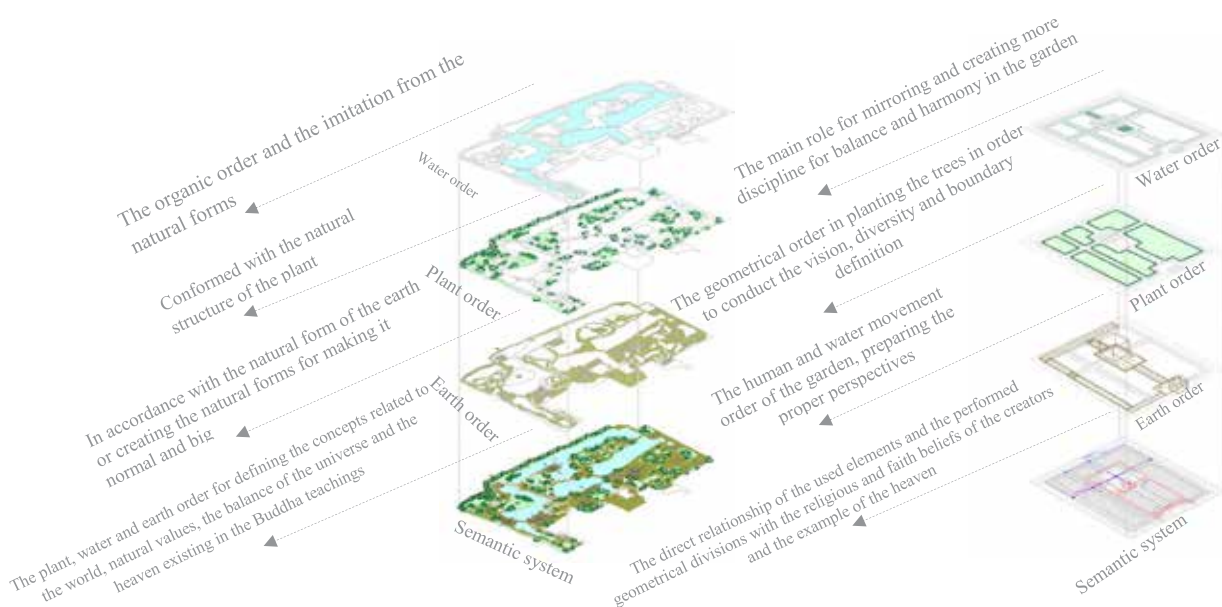 The organic order and the imitation from the
natural forms
Water order
Conformed with the natural
structure of the plant
Plant order
In accordance with the natural form of the earth
or creating the natural forms for making it
normal and big
Earth order
The plant, water and earth order for defining the concepts related to
the world, natural values, the balance of the universe and the
heaven existing in the Buddha teachings
Semantic system
The main role for mirroring and creating more
discipline for balance and harmony in the garden
Water order
The geometrical order in planting the trees in order
to conduct the vision, diversity and boundary
definition
Plant order
The human and water movement
order of the garden, preparing the
proper perspectives
Earth order
The direct relationship of the used elements and the performed
geometrical divisions with the religious and faith beliefs of the creators
and the example of the heaven
Semantic system